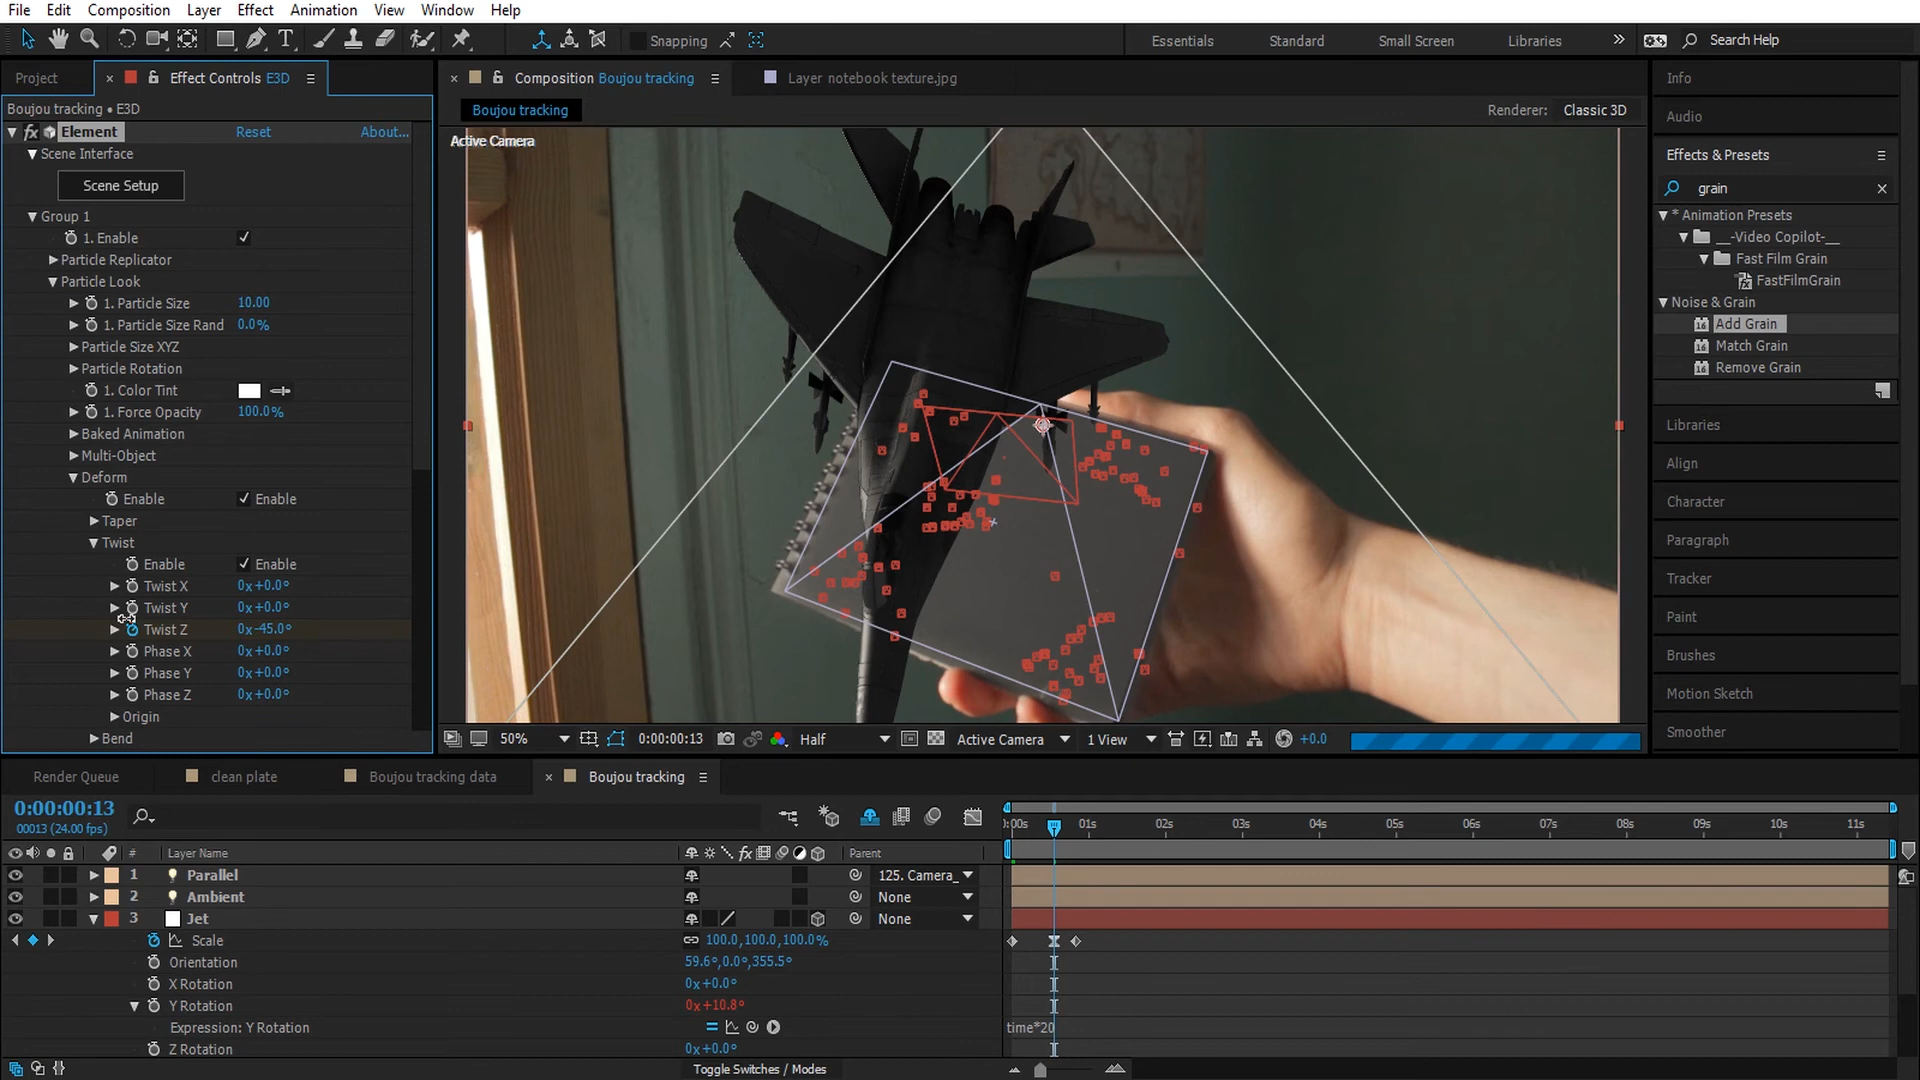 File Edit Composition Layer Effect Animation View Window Help
Snapping Essentials Standard Small Screen Libraries Search Help
Project Effect Controls E3D Composition Boujou tracking Layer notebook texture.jpg Info
Boujou tracking • E3D Boujou tracking Renderer: Classic 3D Audio
fx Element Reset About...
Active Camera
Scene Interface
Scene Setup
Group 1
1. Enable
Particle Replicator
Particle Look
1. Particle Size 10.00
1. Particle Size Rand 0.0%
Particle Size XYZ
Particle Rotation
1. Color Tint
1. Force Opacity 100.0%
Baked Animation
Multi-Object
Deform
Enable Enable
Taper
Twist
Enable Enable
Twist X 0x+0.0°
Twist Y 0x+0.0°
Twist Z 0x-45.0°
Phase X 0x+0.0°
Phase Y 0x+0.0°
Phase Z 0x+0.0°
Origin
Bend
50% 0:00:00:13 Half Active Camera 1 View +0.0
Effects & Presets
grain
* Animation Presets
__-Video Copilot-__
Fast Film Grain
FastFilmGrain
Noise & Grain
Add Grain
Match Grain
Remove Grain
Libraries
Align
Character
Paragraph
Tracker
Paint
Brushes
Motion Sketch
Smoother
Render Queue clean plate Boujou tracking data Boujou tracking
0:00:00:13
00013 (24.00 fps)
):00s 01s 02s 03s 04s 05s 06s 07s 08s 09s 10s 11s
# Layer Name fx Parent
1 Parallel 125. Camera_
2 Ambient None
3 Jet None
Scale 100.0,100.0,100.0%
Orientation 59.6°,0.0°,355.5°
X Rotation 0x+0.0°
Y Rotation 0x+10.8°
Expression: Y Rotation time*20
Z Rotation 0x+0.0°
Toggle Switches / Modes